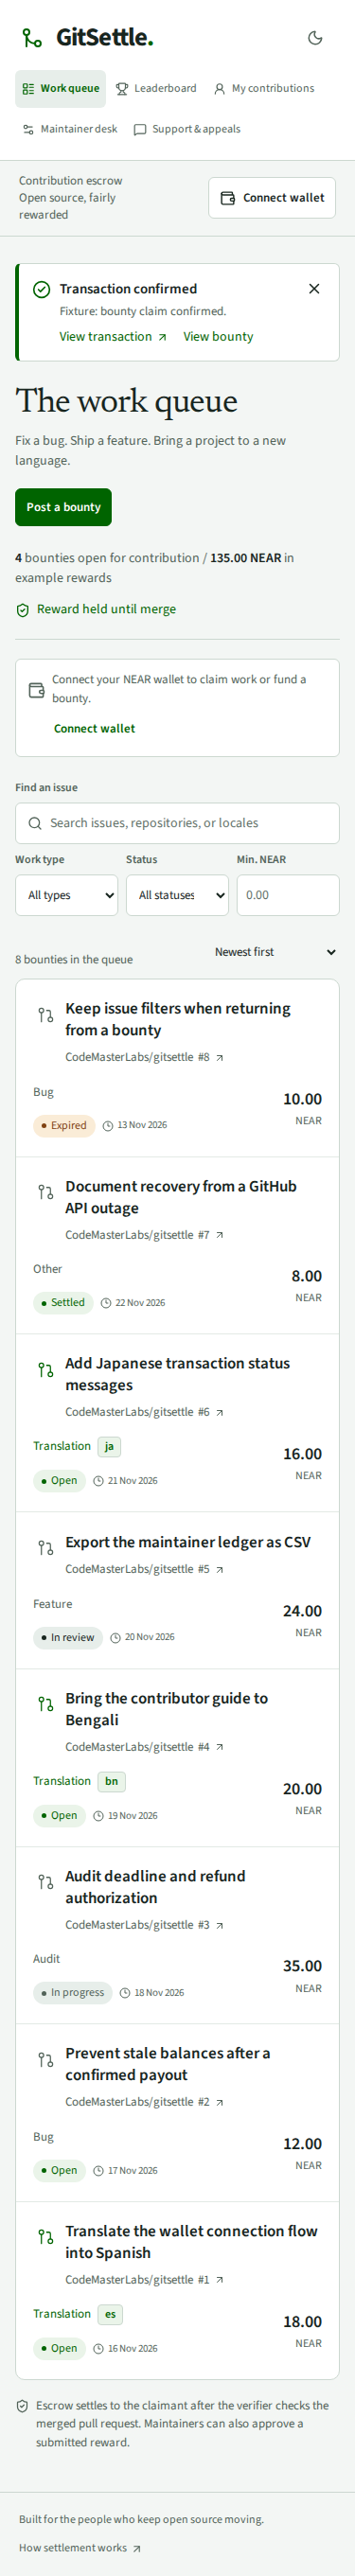 GitSettle.
Work queue
Leaderboard
My contributions
Maintainer desk
Support & appeals
Contribution escrow
Open source, fairly
rewarded
Connect wallet
Transaction confirmed
Fixture: bounty claim confirmed.
View transaction
View bounty
The work queue
Fix a bug. Ship a feature. Bring a project to a new
language.
Post a bounty
4 bounties open for contribution / 135.00 NEAR in
example rewards
Reward held until merge
Connect your NEAR wallet to claim work or fund a
bounty.
Connect wallet
Find an issue
Search issues, repositories, or locales
Work type
Status
Min. NEAR
All types
All statuses
0.00
8 bounties in the queue
Newest first
Keep issue filters when returning
from a bounty
CodeMasterLabs/gitsettle #8
Bug
Expired
13 Nov 2026
10.00
NEAR
Document recovery from a GitHub
API outage
CodeMasterLabs/gitsettle #7
Other
Settled
22 Nov 2026
8.00
NEAR
Add Japanese transaction status
messages
CodeMasterLabs/gitsettle #6
Translation ja
Open
21 Nov 2026
16.00
NEAR
Export the maintainer ledger as CSV
CodeMasterLabs/gitsettle #5
Feature
In review
20 Nov 2026
24.00
NEAR
Bring the contributor guide to
Bengali
CodeMasterLabs/gitsettle #4
Translation bn
Open
19 Nov 2026
20.00
NEAR
Audit deadline and refund
authorization
CodeMasterLabs/gitsettle #3
Audit
In progress
18 Nov 2026
35.00
NEAR
Prevent stale balances after a
confirmed payout
CodeMasterLabs/gitsettle #2
Bug
Open
17 Nov 2026
12.00
NEAR
Translate the wallet connection flow
into Spanish
CodeMasterLabs/gitsettle #1
Translation es
Open
16 Nov 2026
18.00
NEAR
Escrow settles to the claimant after the verifier checks the
merged pull request. Maintainers can also approve a
submitted reward.
Built for the people who keep open source moving.
How settlement works